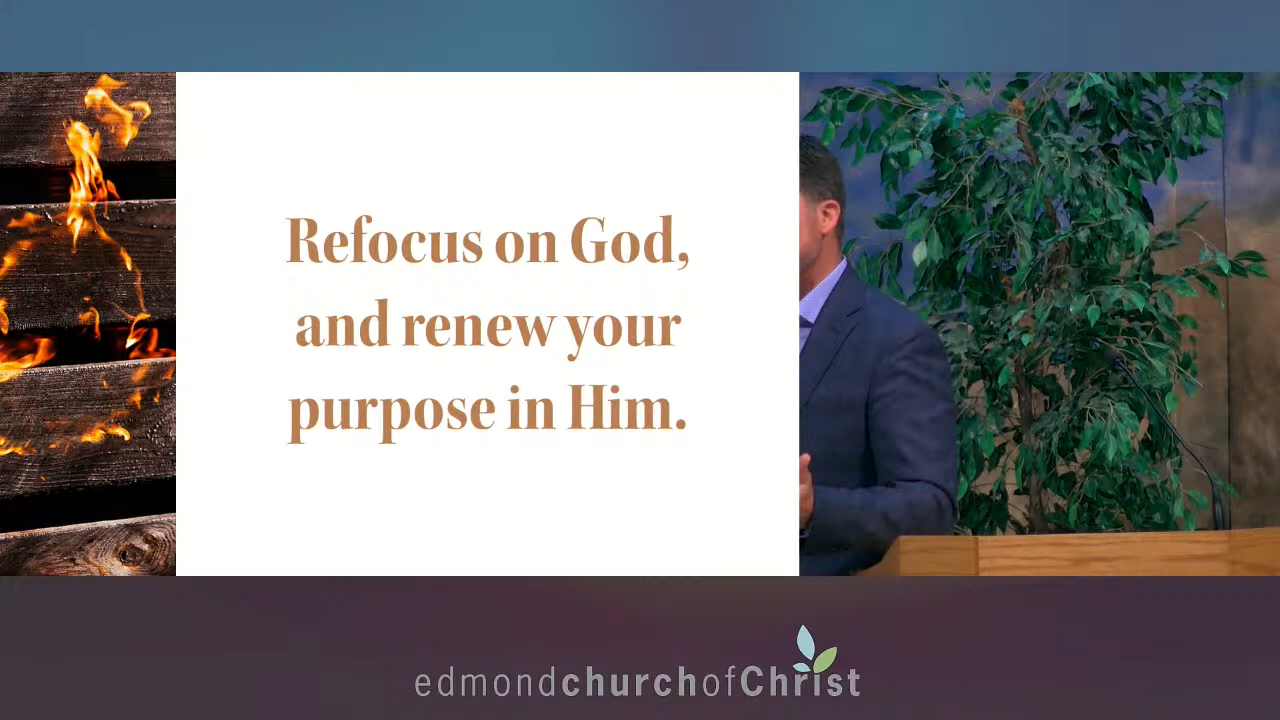 Refocus on God,
and renew your
purpose in Him.
edmondchurchofChrist